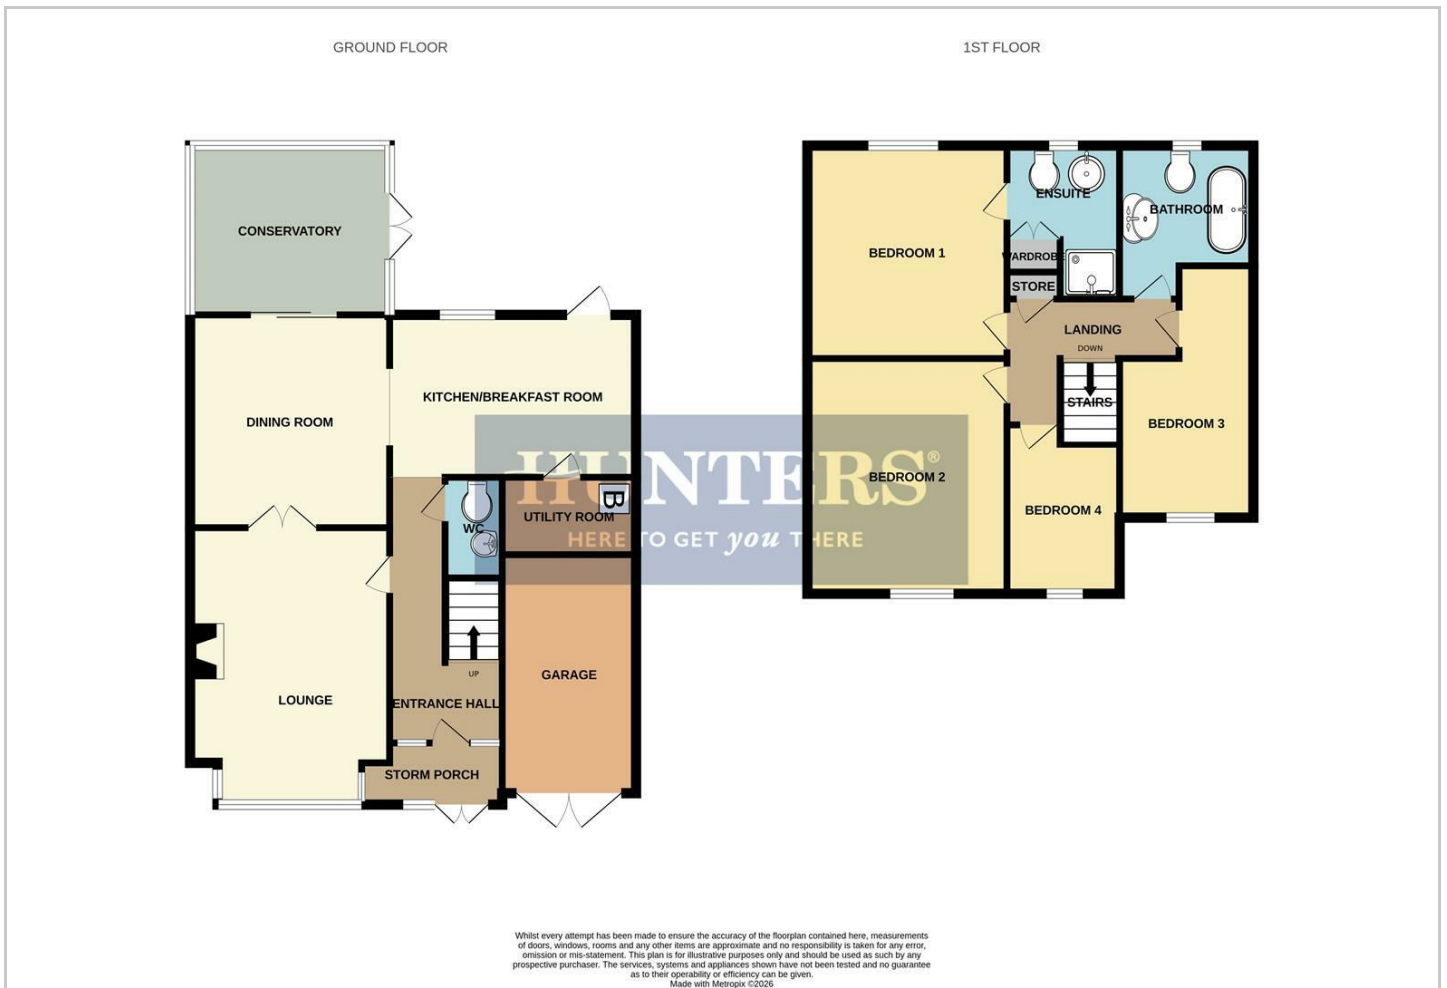 GROUND FLOOR
1ST FLOOR
CONSERVATORY
DINING ROOM
KITCHEN/BREAKFAST ROOM
WC
UTILITY ROOM
B
LOUNGE
UP
ENTRANCE HALL
STORM PORCH
GARAGE
BEDROOM 1
ENSUITE
WARDROBE
STORE
BATHROOM
LANDING
DOWN
STAIRS
BEDROOM 2
BEDROOM 3
BEDROOM 4
HUNTERS®
HERE TO GET you THERE
Whilst every attempt has been made to ensure the accuracy of the floorplan contained here, measurements
of doors, windows, rooms and any other items are approximate and no responsibility is taken for any error,
omission or mis-statement. This plan is for illustrative purposes only and should be used as such by any
prospective purchaser. The services, systems and appliances shown have not been tested and no guarantee
as to their operability or efficiency can be given.
Made with Metropix ©2026